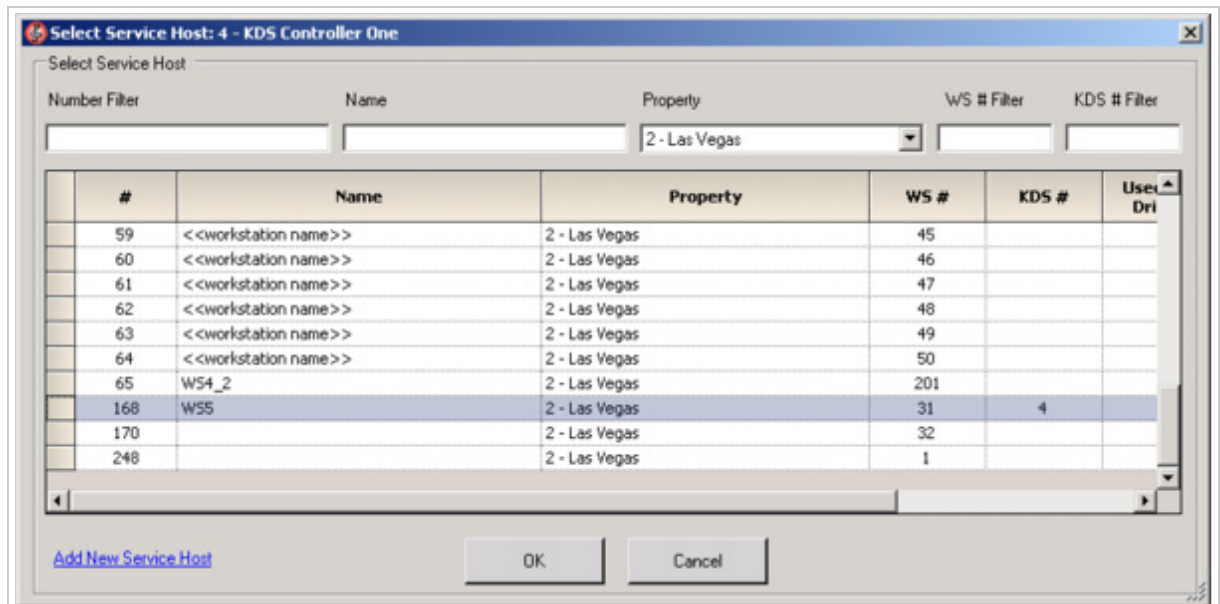 Select Service Host: 4 - KDS Controller One
Select Service Host
Number Filter Name Property WS # Filter KDS # Filter
2 - Las Vegas
# Name Property WS # KDS # Used
Dri
59 <<workstation name>> 2 - Las Vegas 45
60 <<workstation name>> 2 - Las Vegas 46
61 <<workstation name>> 2 - Las Vegas 47
62 <<workstation name>> 2 - Las Vegas 48
63 <<workstation name>> 2 - Las Vegas 49
64 <<workstation name>> 2 - Las Vegas 50
65 WS4_2 2 - Las Vegas 201
168 WS5 2 - Las Vegas 31 4
170 2 - Las Vegas 32
248 2 - Las Vegas 1
Add New Service Host OK Cancel